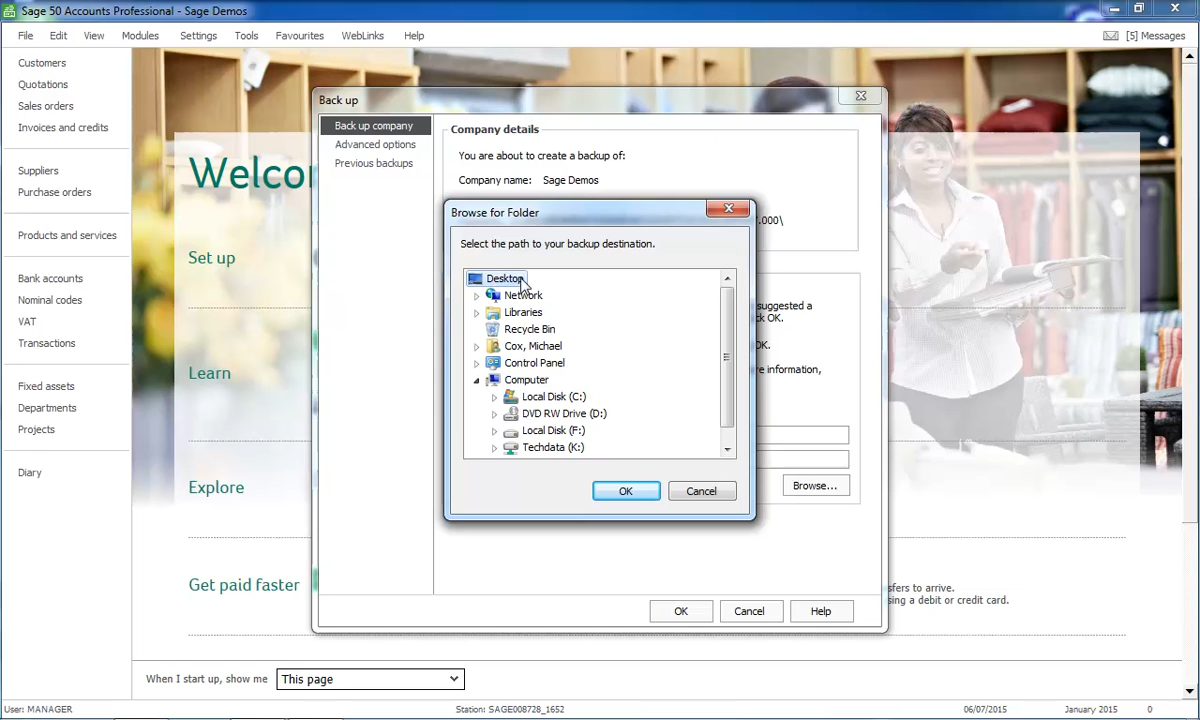 Sage 50 Accounts Professional - Sage Demos
File Edit View Modules Settings Tools Favourites WebLinks Help
[5] Messages
Customers
Quotations
Sales orders
Invoices and credits
Suppliers
Purchase orders
Products and services
Bank accounts
Nominal codes
VAT
Transactions
Fixed assets
Departments
Projects
Diary
Set up
Learn
Explore
Get paid faster
When I start up, show me This page
Back up
Back up company
Advanced options
Previous backups
Company details
You are about to create a backup of:
Company name: Sage Demos
.000\
suggested a
k OK.
OK.
re information,
Browse...
OK Cancel Help
Browse for Folder
Select the path to your backup destination.
Desktop
Network
Libraries
Recycle Bin
Cox, Michael
Control Panel
Computer
Local Disk (C:)
DVD RW Drive (D:)
Local Disk (F:)
Techdata (K:)
OK Cancel
sfers to arrive.
sing a debit or credit card.
User: MANAGER
Station: SAGE008728_1652
06/07/2015
January 2015
0